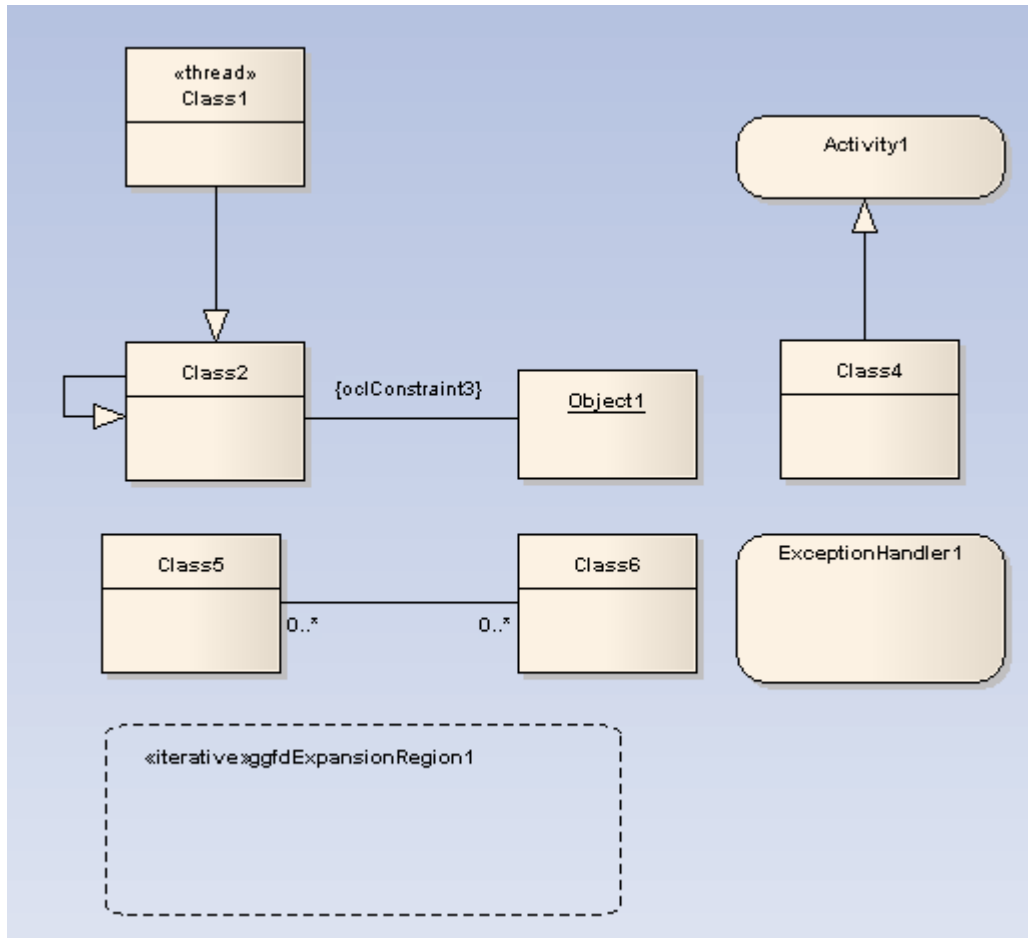 «thread»
Class1
Activity1
Class2
{oclConstraint3}
Object1
Class4
Class5
Class6
ExceptionHandler1
0..*
0..*
«iterative»ggfdExpansionRegion1